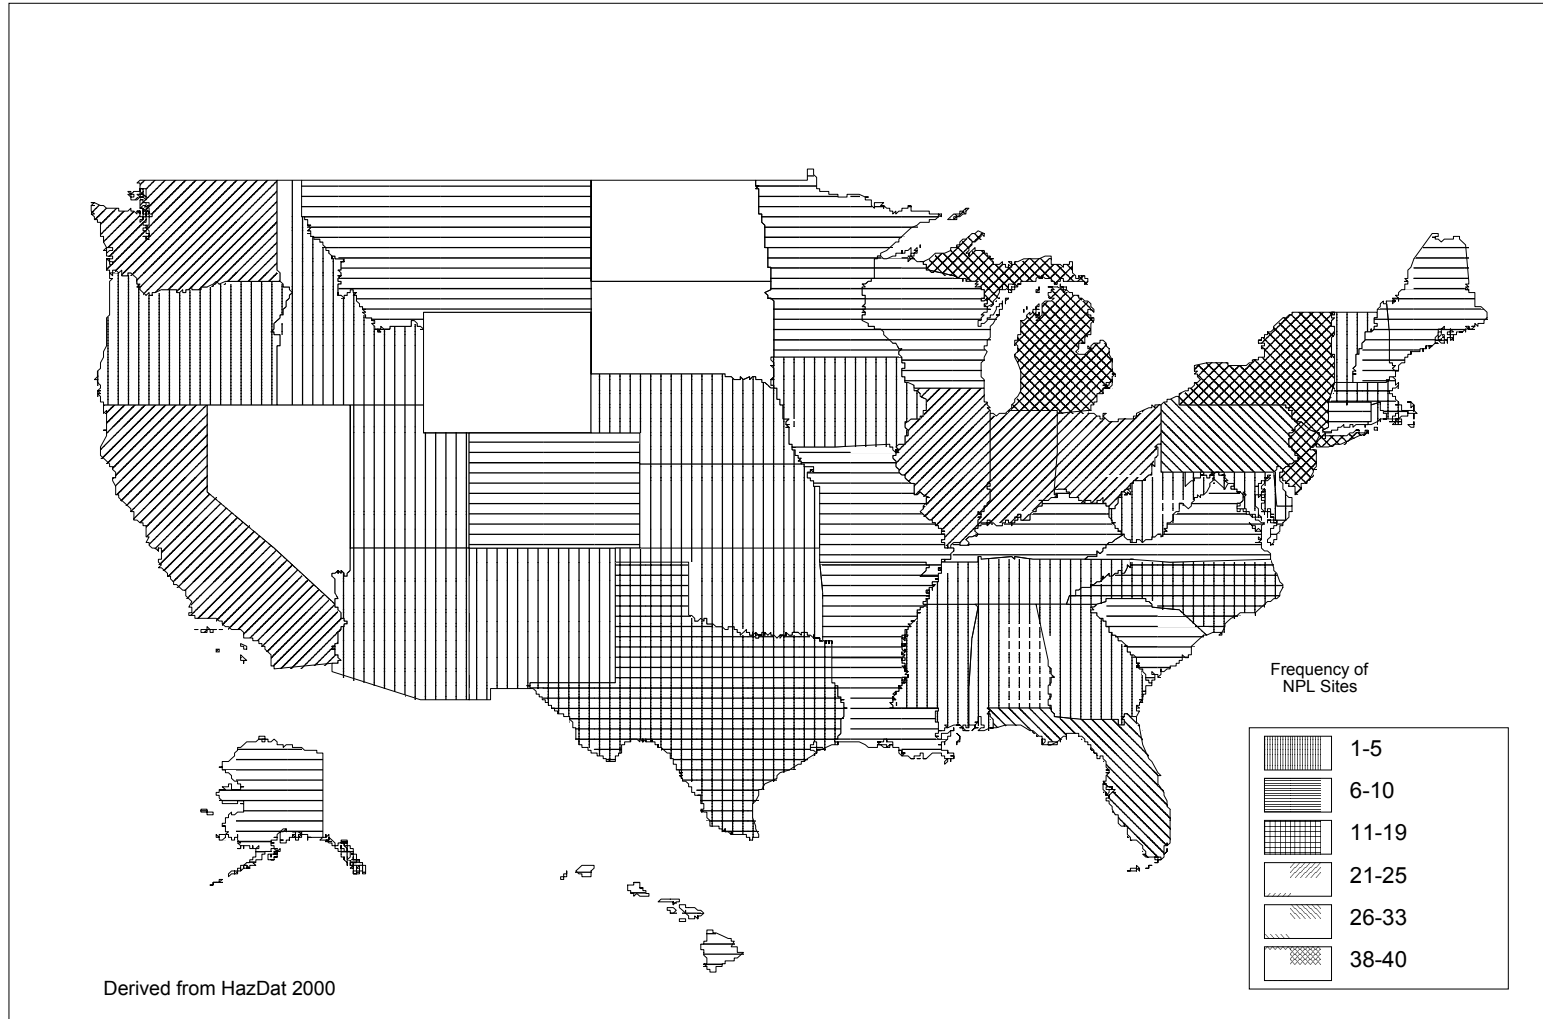 Frequency of
NPL Sites
1-5
6-10
11-19
21-25
26-33
38-40
Derived from HazDat 2000